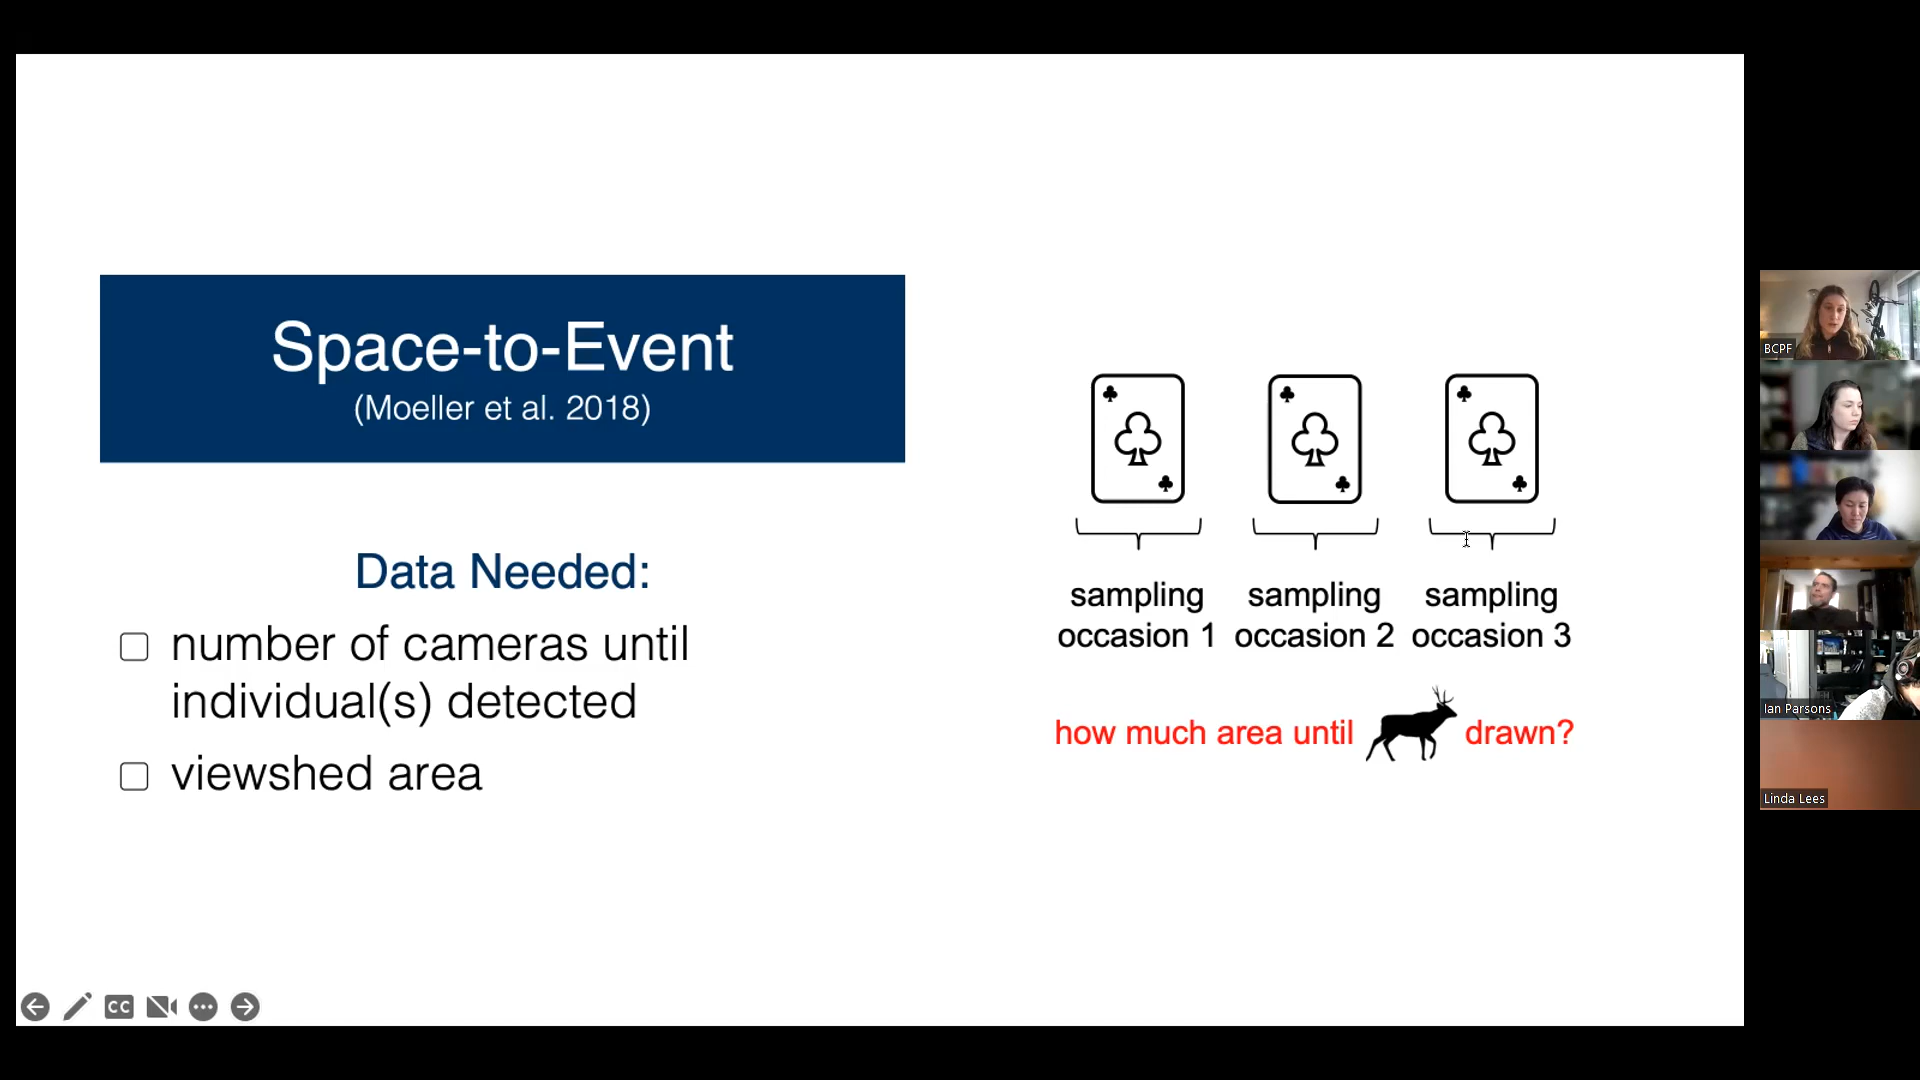 Space-to-Event
(Moeller et al. 2018)
Data Needed:
number of cameras until
individual(s) detected
viewshed area
sampling occasion 1
sampling occasion 2
sampling occasion 3
how much area until drawn?
CC
BCPF
Ian Parsons
Linda Lees